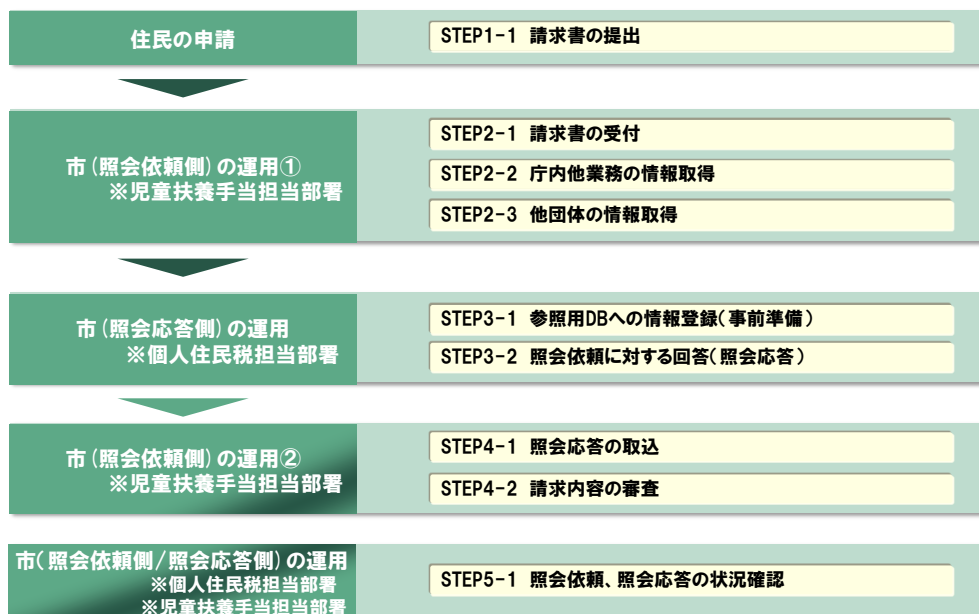 住民の申請
STEP1-1 請求書の提出
市(照会依頼側)の運用①
※児童扶養手当担当部署
STEP2-1 請求書の受付
STEP2-2 庁内他業務の情報取得
STEP2-3 他団体の情報取得
市(照会応答側)の運用
※個人住民税担当部署
STEP3-1 参照用DBへの情報登録(事前準備)
STEP3-2 照会依頼に対する回答(照会応答)
市(照会依頼側)の運用②
※児童扶養手当担当部署
STEP4-1 照会応答の取込
STEP4-2 請求内容の審査
市(照会依頼側/照会応答側)の運用
※個人住民税担当部署
※児童扶養手当担当部署
STEP5-1 照会依頼、照会応答の状況確認